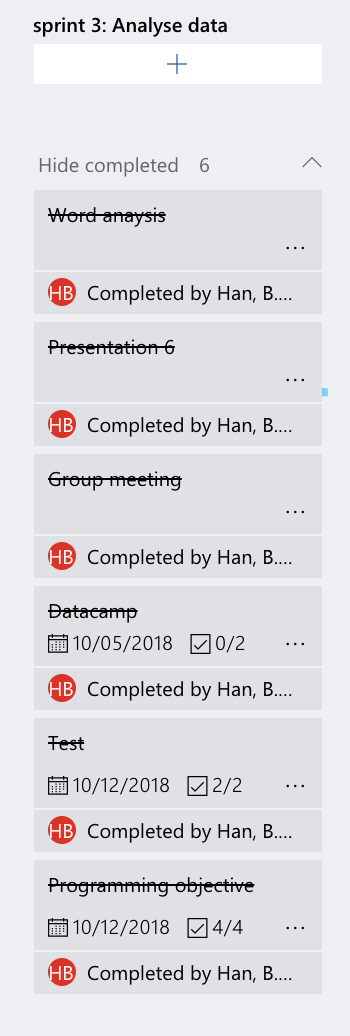 sprint 3: Analyse data
Hide completed 6
Word anaysis
...
HB Completed by Han, B....
Presentation 6
...
HB Completed by Han, B....
Group meeting
...
HB Completed by Han, B....
Datacamp
10/05/2018 0/2 ...
HB Completed by Han, B....
Test
10/12/2018 2/2 ...
HB Completed by Han, B....
Programming objective
10/12/2018 4/4 ...
HB Completed by Han, B....